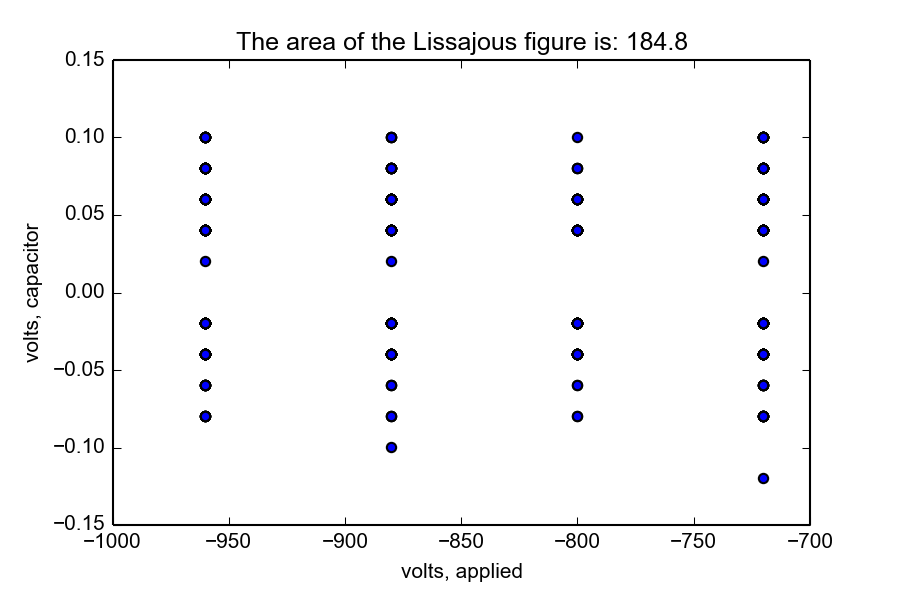 The area of the Lissajous figure is: 184.8
0.15
0.10
0.05
0.00
−0.05
−0.10
−0.15
volts, capacitor
−1000 −950 −900 −850 −800 −750 −700
volts, applied